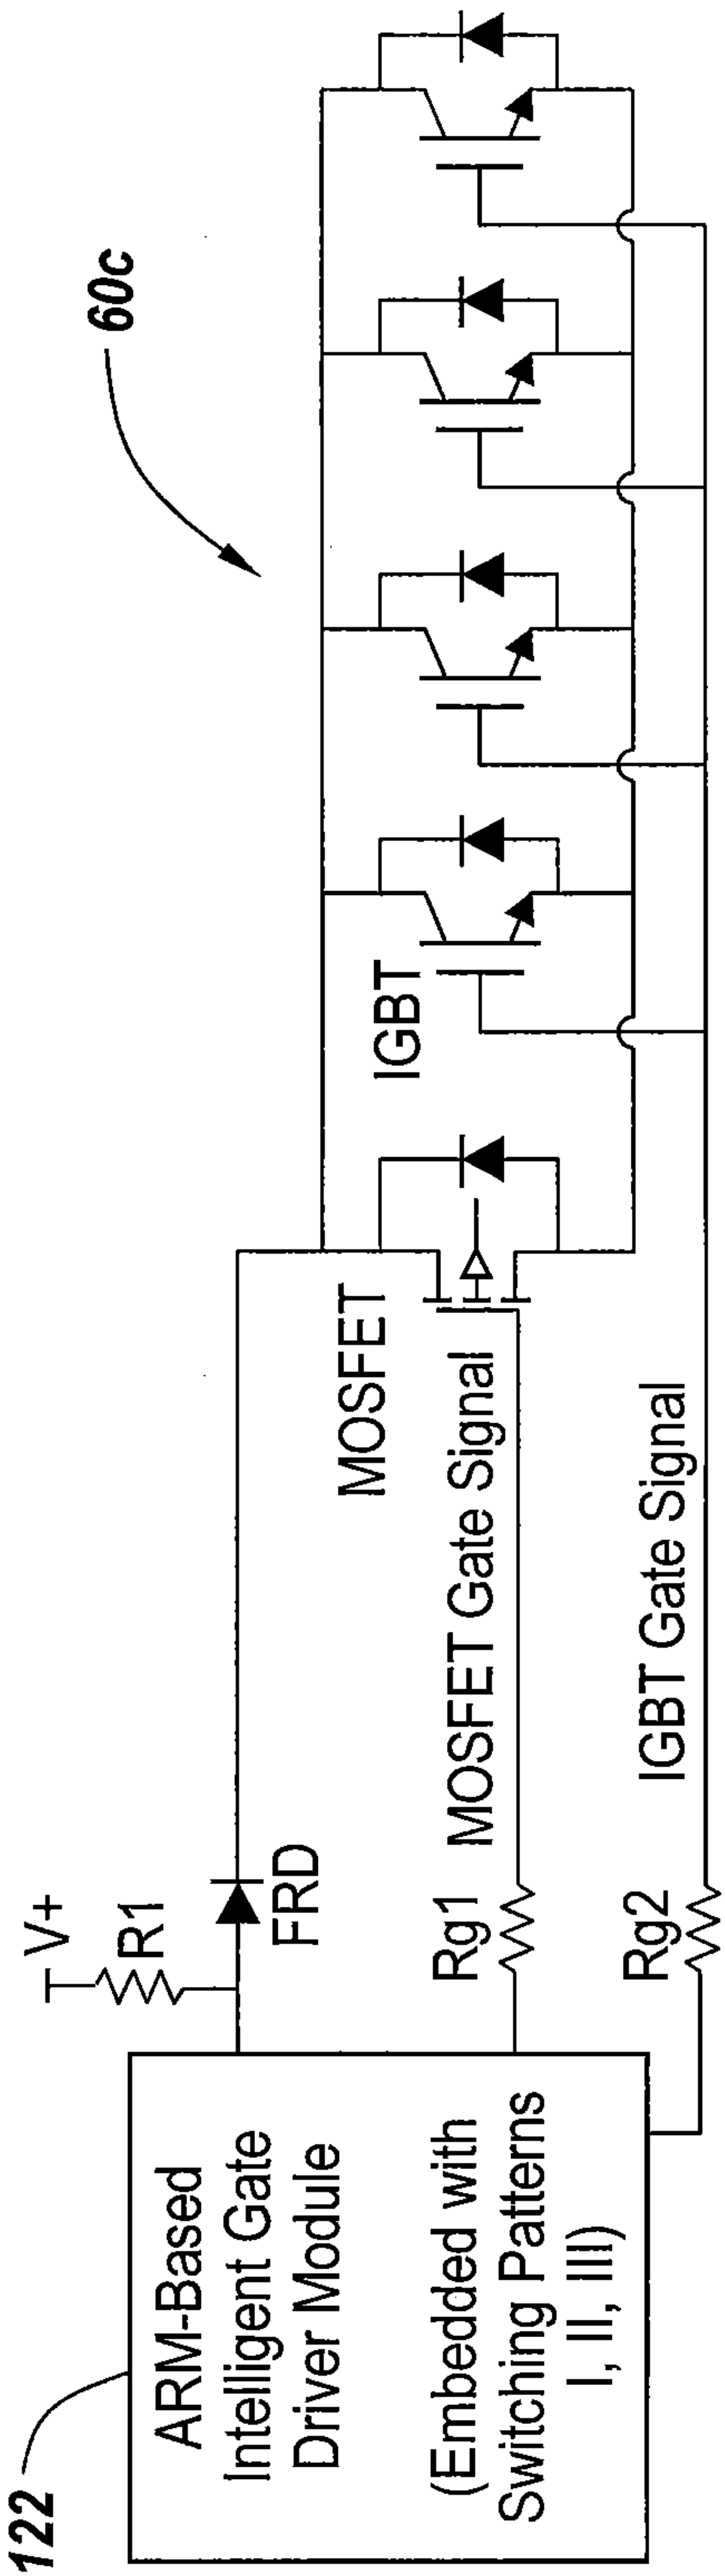 122
ARM-Based
Intelligent Gate
Driver Module
(Embedded with
Switching Patterns
I, II, III)
V+
R1
FRD
Rg1
MOSFET Gate Signal
Rg2
IGBT Gate Signal
MOSFET
IGBT
60c